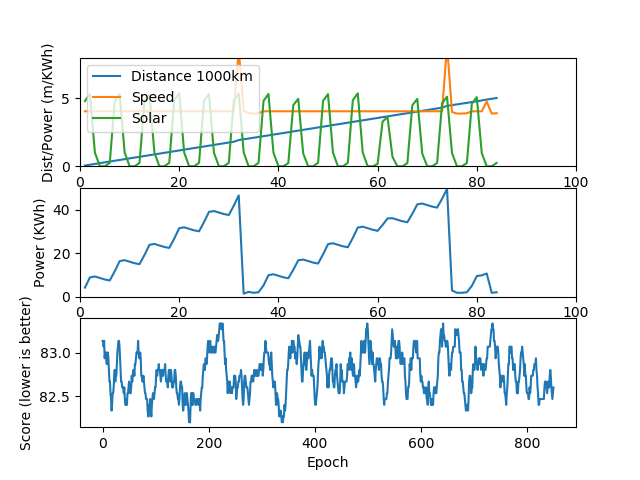 Dist/Power (m/KWh)
5
0
Distance 1000km
Speed
Solar
0 20 40 60 80 100
Power (KWh)
40
20
0
0 20 40 60 80 100
Score (lower is better)
83.0
82.5
0 200 400 600 800
Epoch